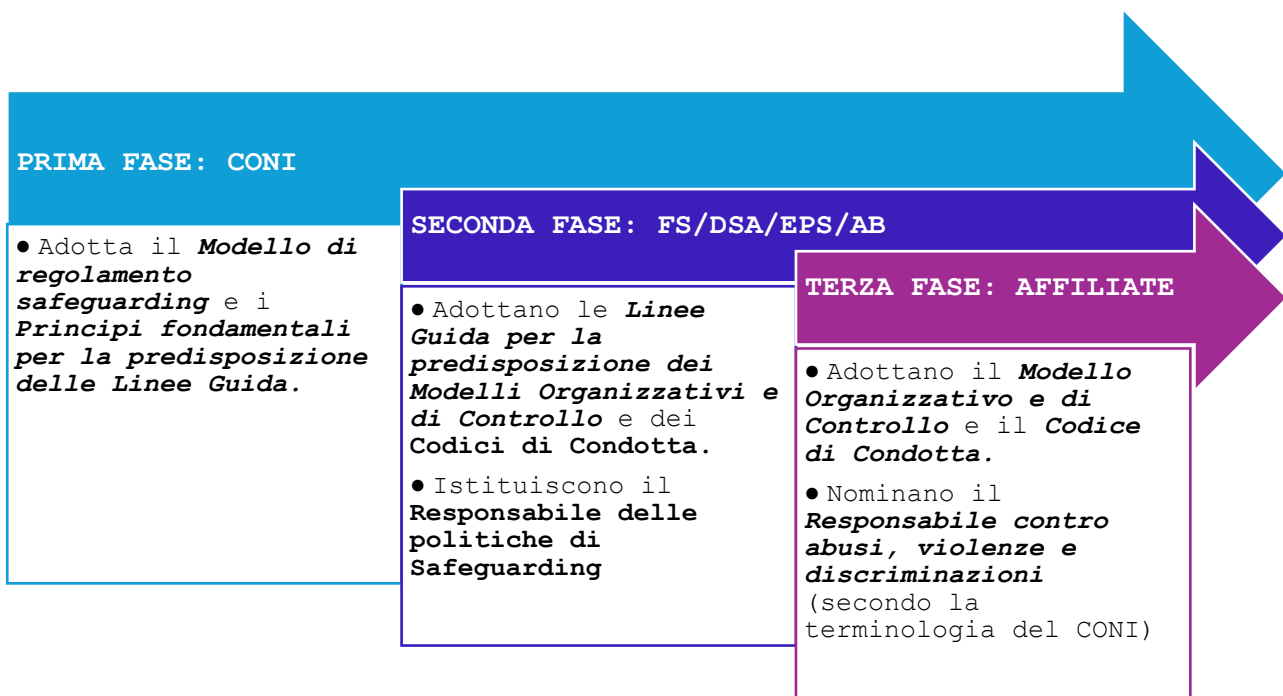 PRIMA FASE: CONI
● Adotta il Modello di
regolamento
safeguarding e i
Principi fondamentali
per la predisposizione
delle Linee Guida.
SECONDA FASE: FS/DSA/EPS/AB
● Adottano le Linee
Guida per la
predisposizione dei
Modelli Organizzativi e
di Controllo e dei
Codici di Condotta.
● Istituiscono il
Responsabile delle
politiche di
Safeguarding
TERZA FASE: AFFILIATE
● Adottano il Modello
Organizzativo e di
Controllo e il Codice
di Condotta.
● Nominano il
Responsabile contro
abusi, violenze e
discriminazioni
(secondo la
terminologia del CONI)